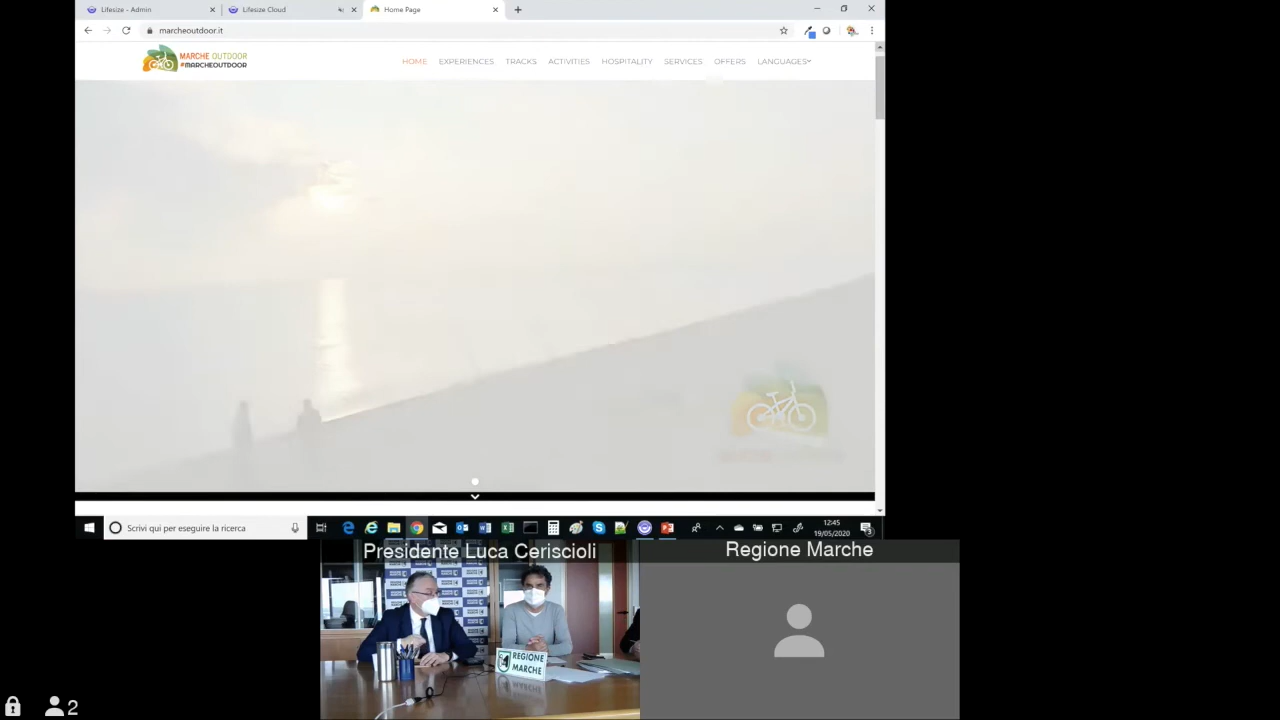 Lifesize - Admin
Lifesize Cloud
Home Page
marcheoutdoor.it
MARCHE OUTDOOR
#MARCHEOUTDOOR
HOME EXPERIENCES TRACKS ACTIVITIES HOSPITALITY SERVICES OFFERS LANGUAGES
Scrivi qui per eseguire la ricerca
12:45
19/05/2020
Presidente Luca Ceriscioli
Regione Marche
REGIONE
MARCHE
2